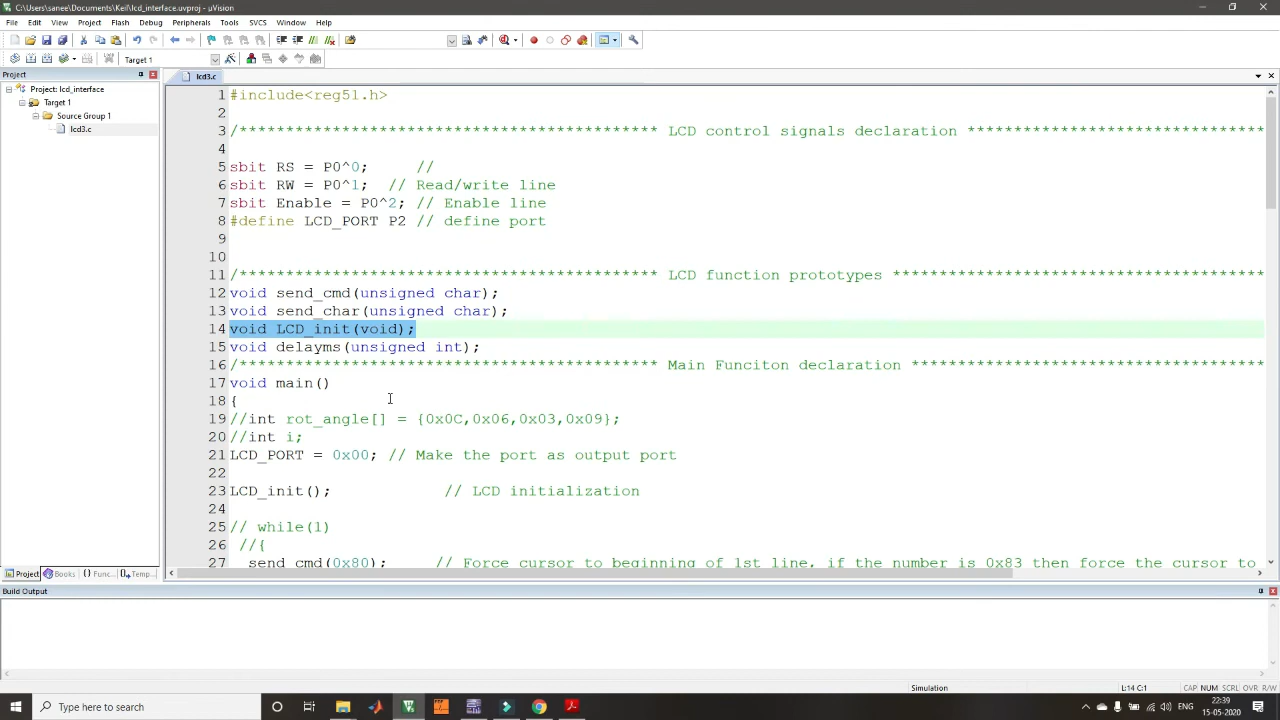 C:\Users\sanee\Documents\Keil\lcd_interface.uvproj - µVision
File Edit View Project Flash Debug Peripherals Tools SVCS Window Help
Target 1
Project
lcd3.c
Project: lcd_interface
Target 1
Source Group 1
lcd3.c
1 #include<reg51.h>
2
3 /********************************************* LCD control signals declaration ********************************
4
5 sbit RS = P0^0; //
6 sbit RW = P0^1; // Read/write line
7 sbit Enable = P0^2; // Enable line
8 #define LCD_PORT P2 // define port
9
10
11 /********************************************* LCD function prototypes ****************************************
12 void send_cmd(unsigned char);
13 void send_char(unsigned char);
14 void LCD_init(void);
15 void delayms(unsigned int);
16 /********************************************* Main Funciton declaration **************************************
17 void main()
18 {
19 //int rot_angle[] = {0x0C,0x06,0x03,0x09};
20 //int i;
21 LCD_PORT = 0x00; // Make the port as output port
22
23 LCD_init(); // LCD initialization
24
25 // while(1)
26 //{
27 send_cmd(0x80); // Force cursor to beginning of 1st line, if the number is 0x83 then force the cursor to
Project Books {} Func... Temp...
Build Output
Simulation L:14 C:1 CAP NUM SCRL OVR R/W
Type here to search
ENG
22:39
15-05-2020